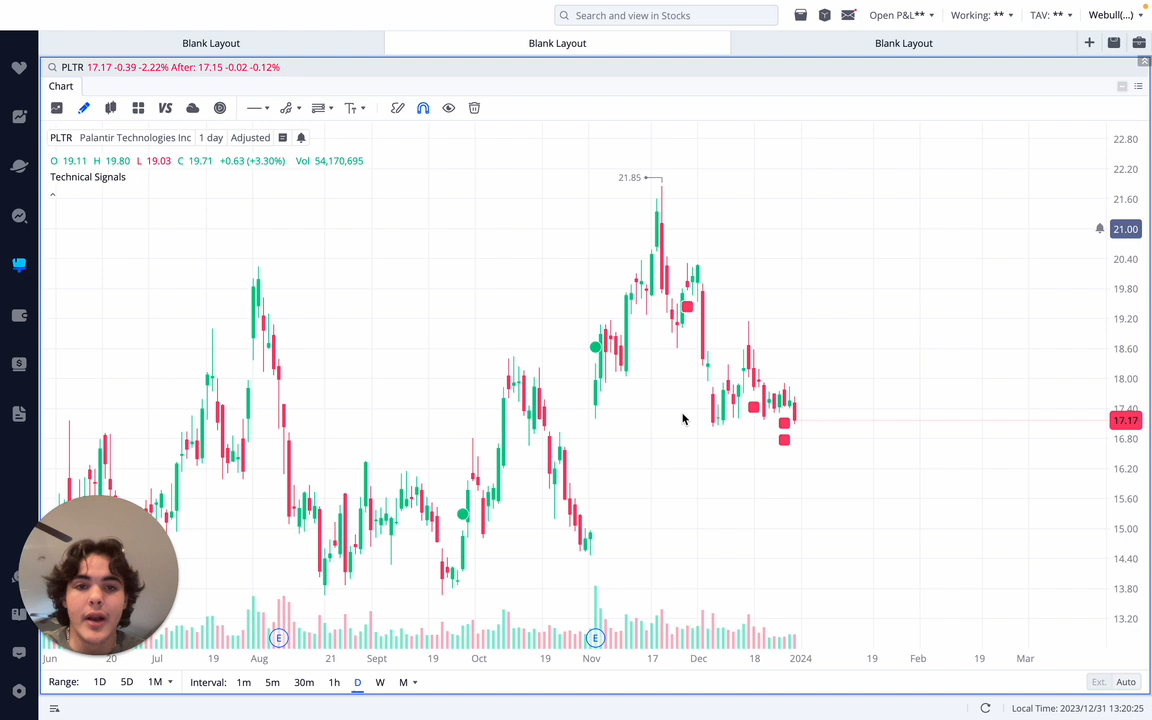 Search and view in Stocks
Open P&L**
Working: **
TAV: **
Webull(...)
Blank Layout
Blank Layout
Blank Layout
PLTR 17.17 -0.39 -2.22% After: 17.15 -0.02 -0.12%
Chart
VS
PLTR Palantir Technologies Inc 1 day Adjusted
O 19.11 H 19.80 L 19.03 C 19.71 +0.63 (+3.30%) Vol 54,170,695
Technical Signals
21.85
22.80
22.20
21.60
21.00
20.40
19.80
19.20
18.60
18.00
17.40
17.17
16.80
16.20
15.60
15.00
14.40
13.80
13.20
E
E
Jun 20 Jul 19 Aug 21 Sept 19 Oct 19 Nov 17 Dec 18 2024 19 Feb 19 Mar
Range: 1D 5D 1M Interval: 1m 5m 30m 1h D W M
Ext. Auto
Local Time: 2023/12/31 13:20:25